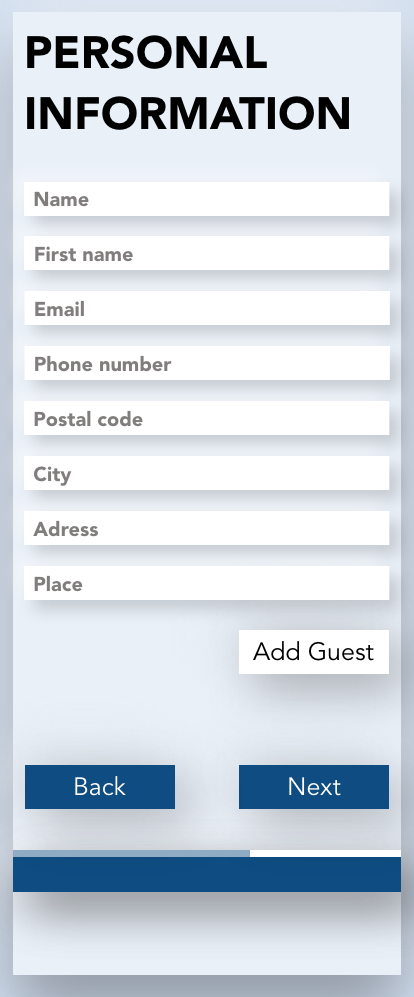 PERSONAL
INFORMATION
Name
First name
Email
Phone number
Postal code
City
Adress
Place
Add Guest
Back
Next